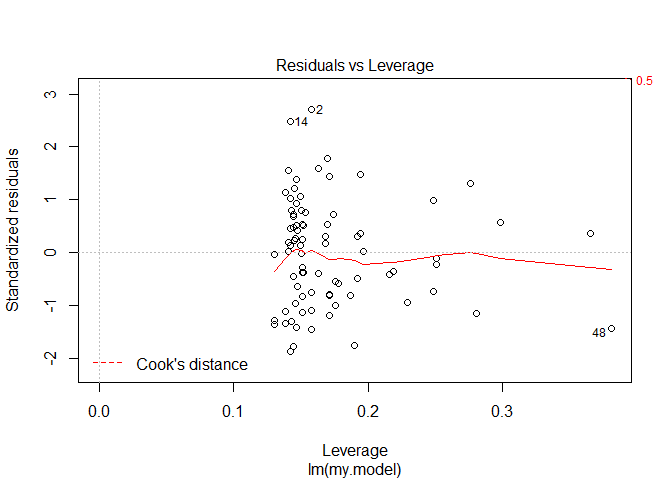 Residuals vs Leverage
0.5
3
2
1
0
-1
-2
Standardized residuals
2
14
48
Cook's distance
0.0
0.1
0.2
0.3
Leverage
lm(my.model)